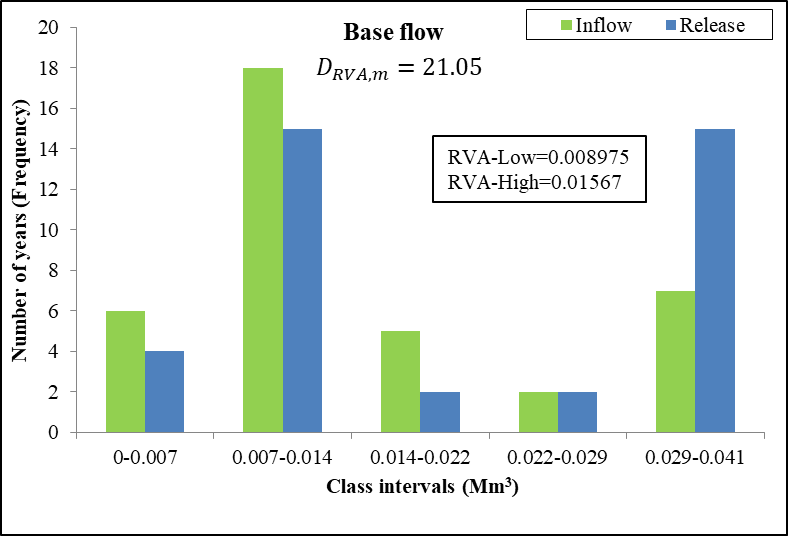 Base flow
D_RVA,m = 21.05
Inflow
Release
RVA-Low=0.008975
RVA-High=0.01567
Number of years (Frequency)
20
18
16
14
12
10
8
6
4
2
0
0-0.007 0.007-0.014 0.014-0.022 0.022-0.029 0.029-0.041
Class intervals (Mm³)